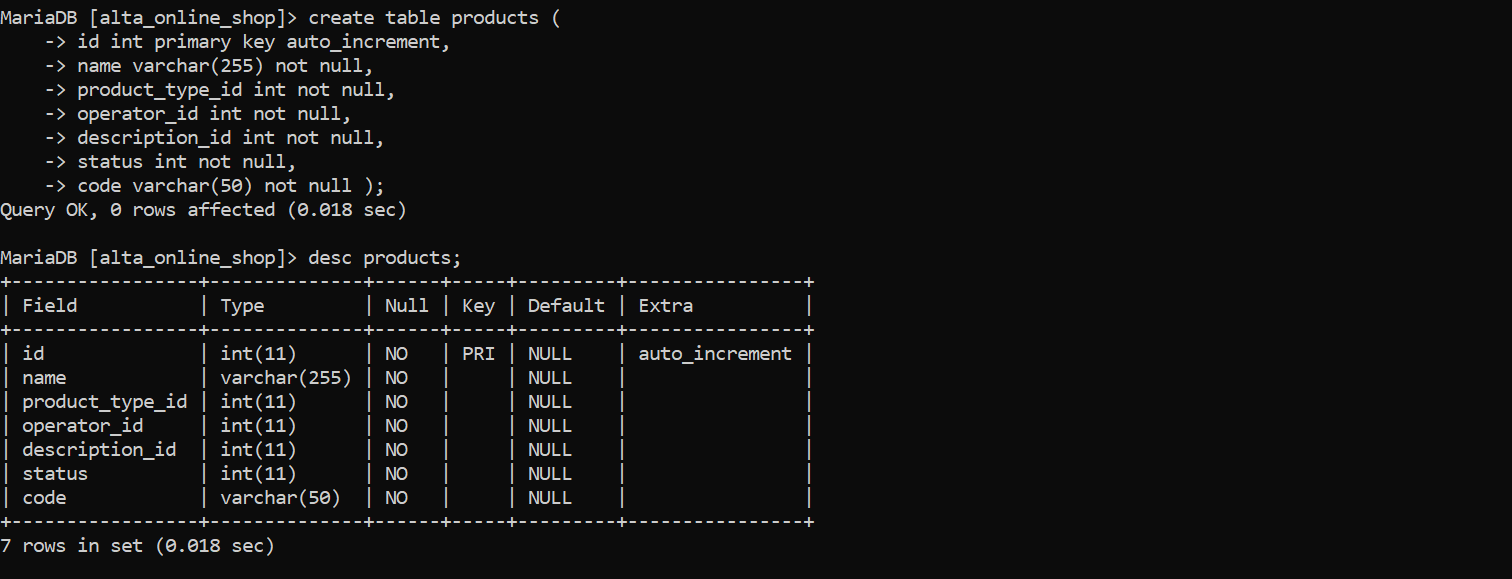 MariaDB [alta_online_shop]> create table products (
    -> id int primary key auto_increment,
    -> name varchar(255) not null,
    -> product_type_id int not null,
    -> operator_id int not null,
    -> description_id int not null,
    -> status int not null,
    -> code varchar(50) not null );
Query OK, 0 rows affected (0.018 sec)

MariaDB [alta_online_shop]> desc products;
+-----------------+--------------+------+-----+---------+----------------+
| Field           | Type         | Null | Key | Default | Extra          |
+-----------------+--------------+------+-----+---------+----------------+
| id              | int(11)      | NO   | PRI | NULL    | auto_increment |
| name            | varchar(255) | NO   |     | NULL    |                |
| product_type_id | int(11)      | NO   |     | NULL    |                |
| operator_id     | int(11)      | NO   |     | NULL    |                |
| description_id  | int(11)      | NO   |     | NULL    |                |
| status          | int(11)      | NO   |     | NULL    |                |
| code            | varchar(50)  | NO   |     | NULL    |                |
+-----------------+--------------+------+-----+---------+----------------+
7 rows in set (0.018 sec)